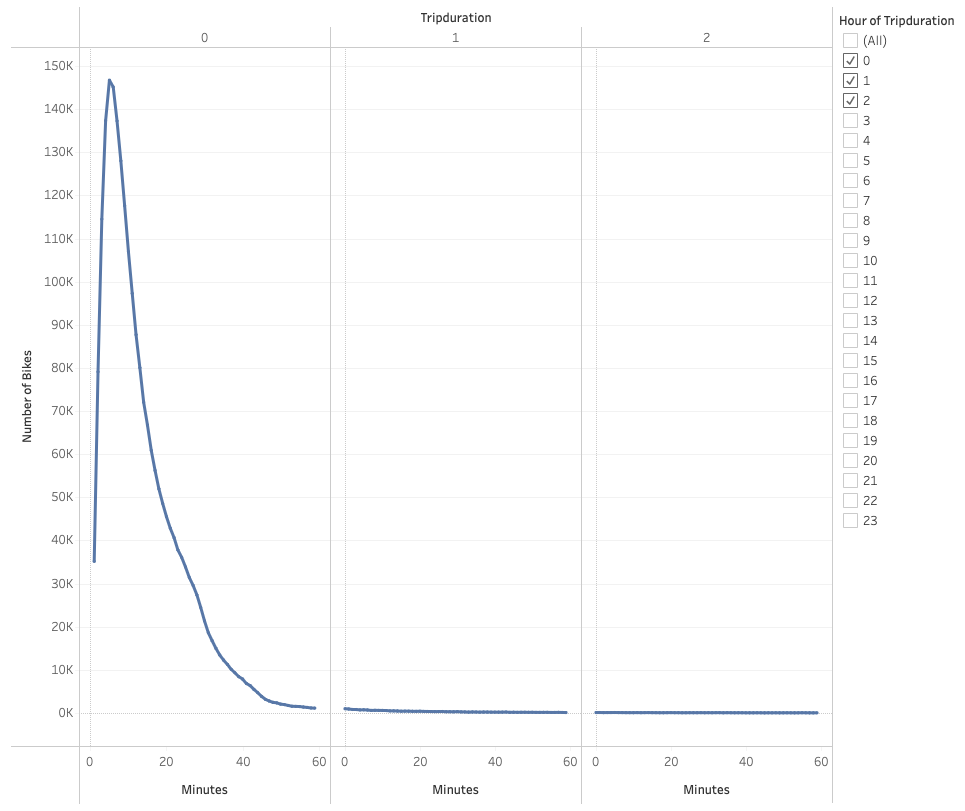 Tripduration
0 1 2
150K
140K
130K
120K
110K
100K
90K
80K
70K
60K
50K
40K
30K
20K
10K
0K
Number of Bikes
0 20 40 60 0 20 40 60 0 20 40 60
Minutes Minutes Minutes
Hour of Tripduration
(All)
0
1
2
3
4
5
6
7
8
9
10
11
12
13
14
15
16
17
18
19
20
21
22
23